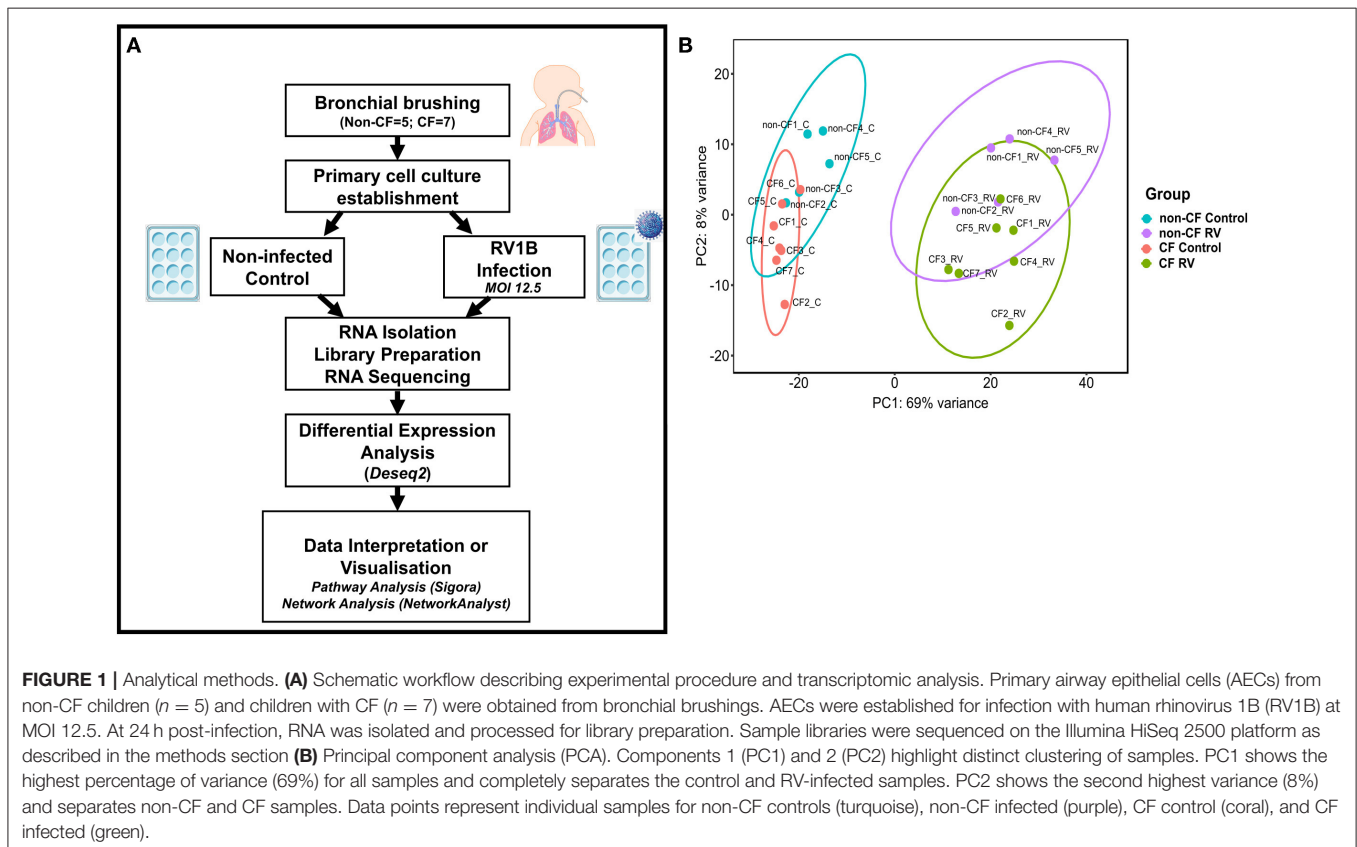 A
Bronchial brushing
(Non-CF=5; CF=7)
Primary cell culture
establishment
Non-infected
Control
RV1B
Infection
MOI 12.5
RNA Isolation
Library Preparation
RNA Sequencing
Differential Expression
Analysis
(Deseq2)
Data Interpretation or
Visualisation
Pathway Analysis (Sigora)
Network Analysis (NetworkAnalyst)
B
PC2: 8% variance
20
10
0
-10
-20
non-CF1_C
non-CF4_C
non-CF5_C
CF6_C
non-CF3_C
CF5_C
non-CF2_C
CF1_C
CF4_C
CF3_C
CF7_C
CF2_C
non-CF4_RV
non-CF1_RV
non-CF5_RV
non-CF3_RV
CF6_RV
non-CF2_RV
CF5_RV
CF1_RV
CF3_RV
CF7_RV
CF4_RV
CF2_RV
-20
0
20
40
PC1: 69% variance
Group
non-CF Control
non-CF RV
CF Control
CF RV
FIGURE 1 | Analytical methods. (A) Schematic workflow describing experimental procedure and transcriptomic analysis. Primary airway epithelial cells (AECs) from
non-CF children (n = 5) and children with CF (n = 7) were obtained from bronchial brushings. AECs were established for infection with human rhinovirus 1B (RV1B) at
MOI 12.5. At 24 h post-infection, RNA was isolated and processed for library preparation. Sample libraries were sequenced on the Illumina HiSeq 2500 platform as
described in the methods section (B) Principal component analysis (PCA). Components 1 (PC1) and 2 (PC2) highlight distinct clustering of samples. PC1 shows the
highest percentage of variance (69%) for all samples and completely separates the control and RV-infected samples. PC2 shows the second highest variance (8%)
and separates non-CF and CF samples. Data points represent individual samples for non-CF controls (turquoise), non-CF infected (purple), CF control (coral), and CF
infected (green).